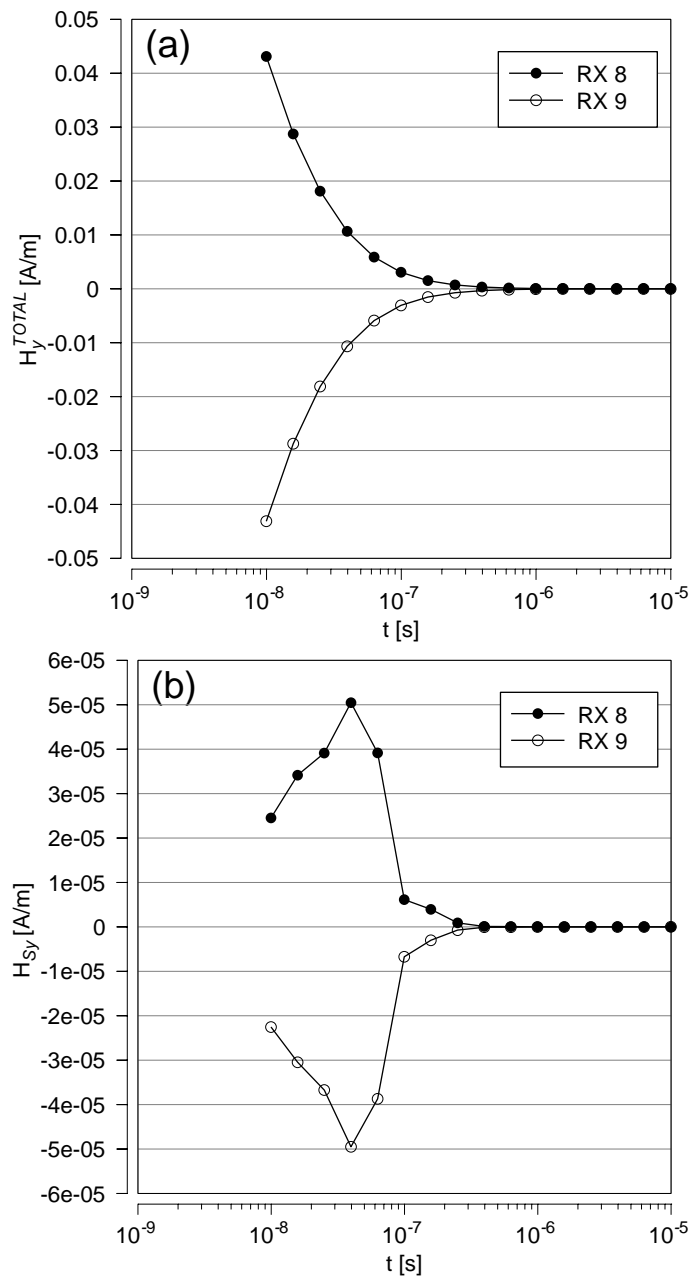 (a)
RX 8
RX 9
0.05
0.04
0.03
0.02
0.01
0
-0.01
-0.02
-0.03
-0.04
-0.05
H_y^TOTAL [A/m]
10-9 10-8 10-7 10-6 10-5
t [s]
(b)
RX 8
RX 9
6e-05
5e-05
4e-05
3e-05
2e-05
1e-05
0
-1e-05
-2e-05
-3e-05
-4e-05
-5e-05
-6e-05
H_Sy [A/m]
10-9 10-8 10-7 10-6 10-5
t [s]